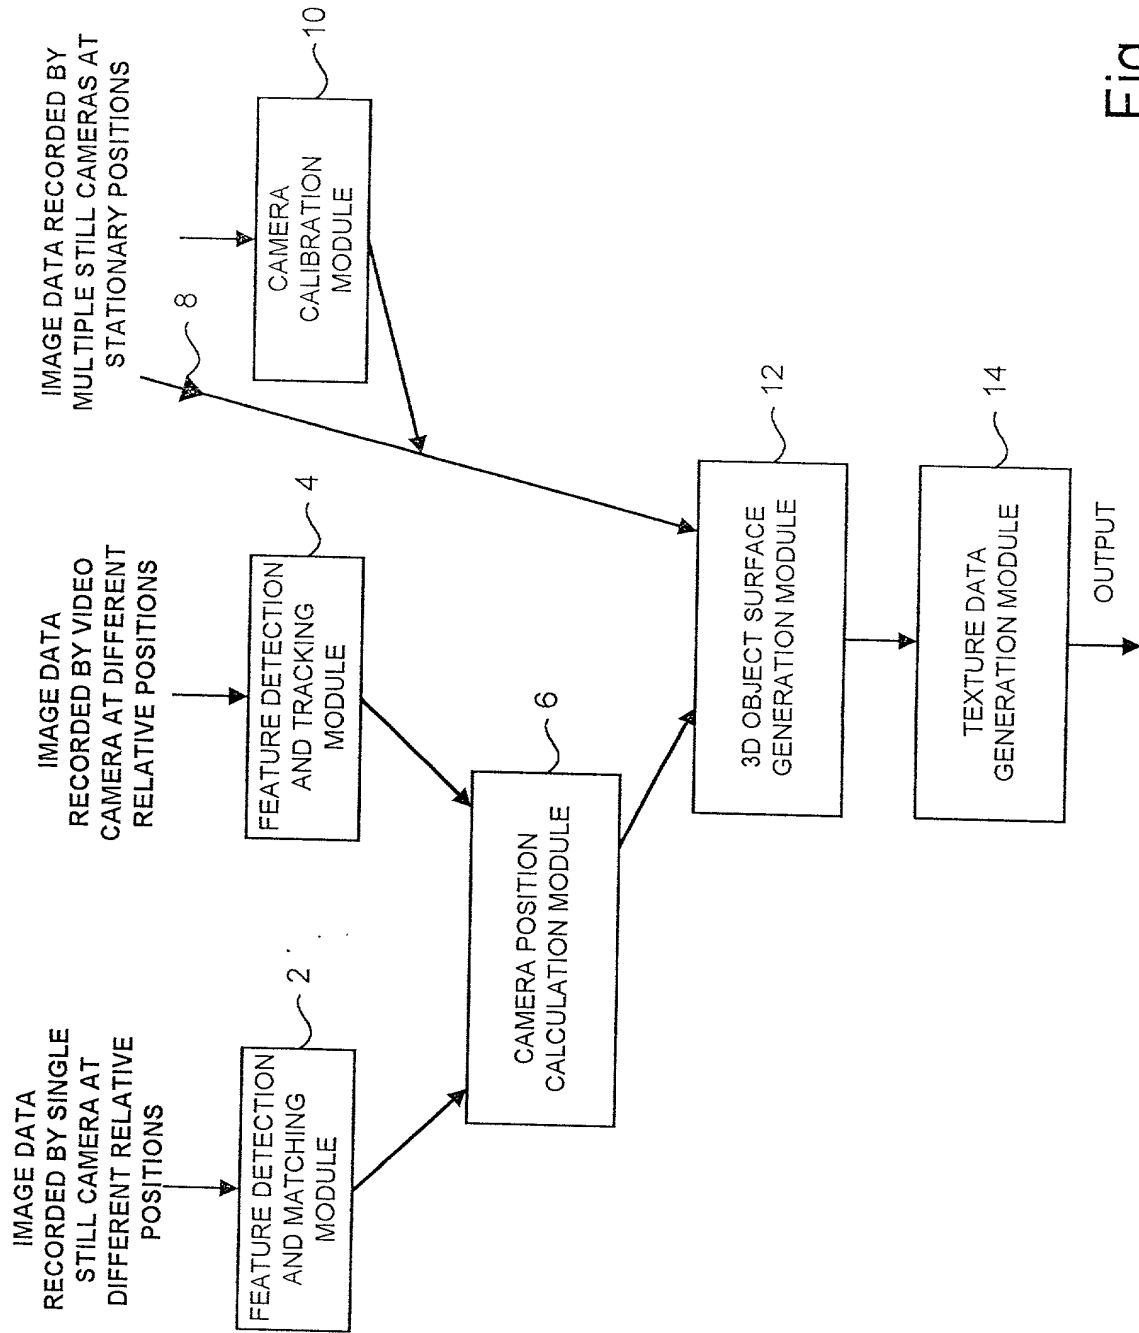 IMAGE DATA
RECORDED BY SINGLE
STILL CAMERA AT
DIFFERENT RELATIVE
POSITIONS
IMAGE DATA
RECORDED BY VIDEO
CAMERA AT DIFFERENT
RELATIVE POSITIONS
IMAGE DATA RECORDED BY
MULTIPLE STILL CAMERAS AT
STATIONARY POSITIONS
8
FEATURE DETECTION
AND MATCHING
MODULE
2
FEATURE DETECTION
AND TRACKING
MODULE
4
CAMERA
CALIBRATION
MODULE
10
CAMERA POSITION
CALCULATION MODULE
6
3D OBJECT SURFACE
GENERATION MODULE
12
TEXTURE DATA
GENERATION MODULE
14
OUTPUT
Fig